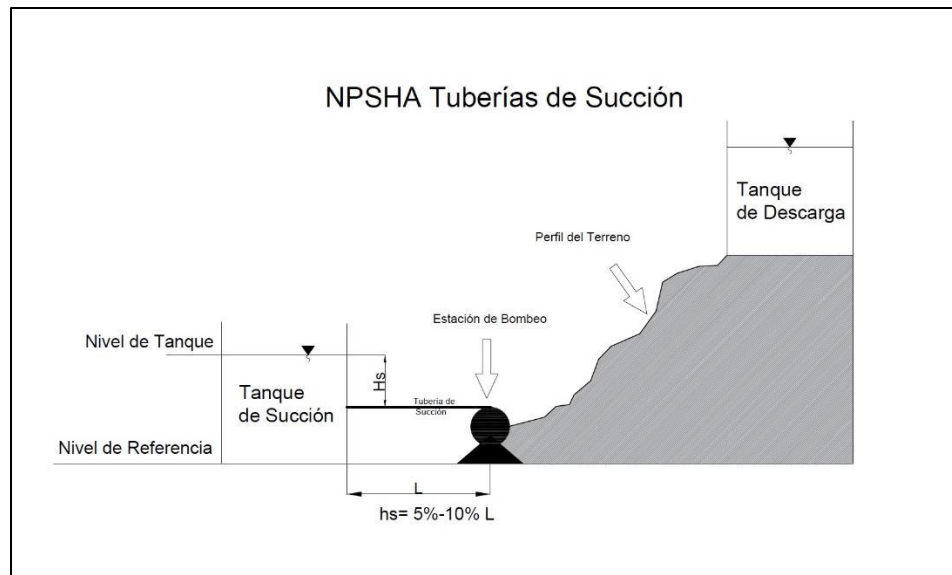 NPSHA Tuberías de Succión
Tanque
de Descarga
Perfil del Terreno
Estación de Bombeo
Nivel de Tanque
Hs
Tanque
de Succión
Tubería de
Succión
Nivel de Referencia
L
hs= 5%-10% L